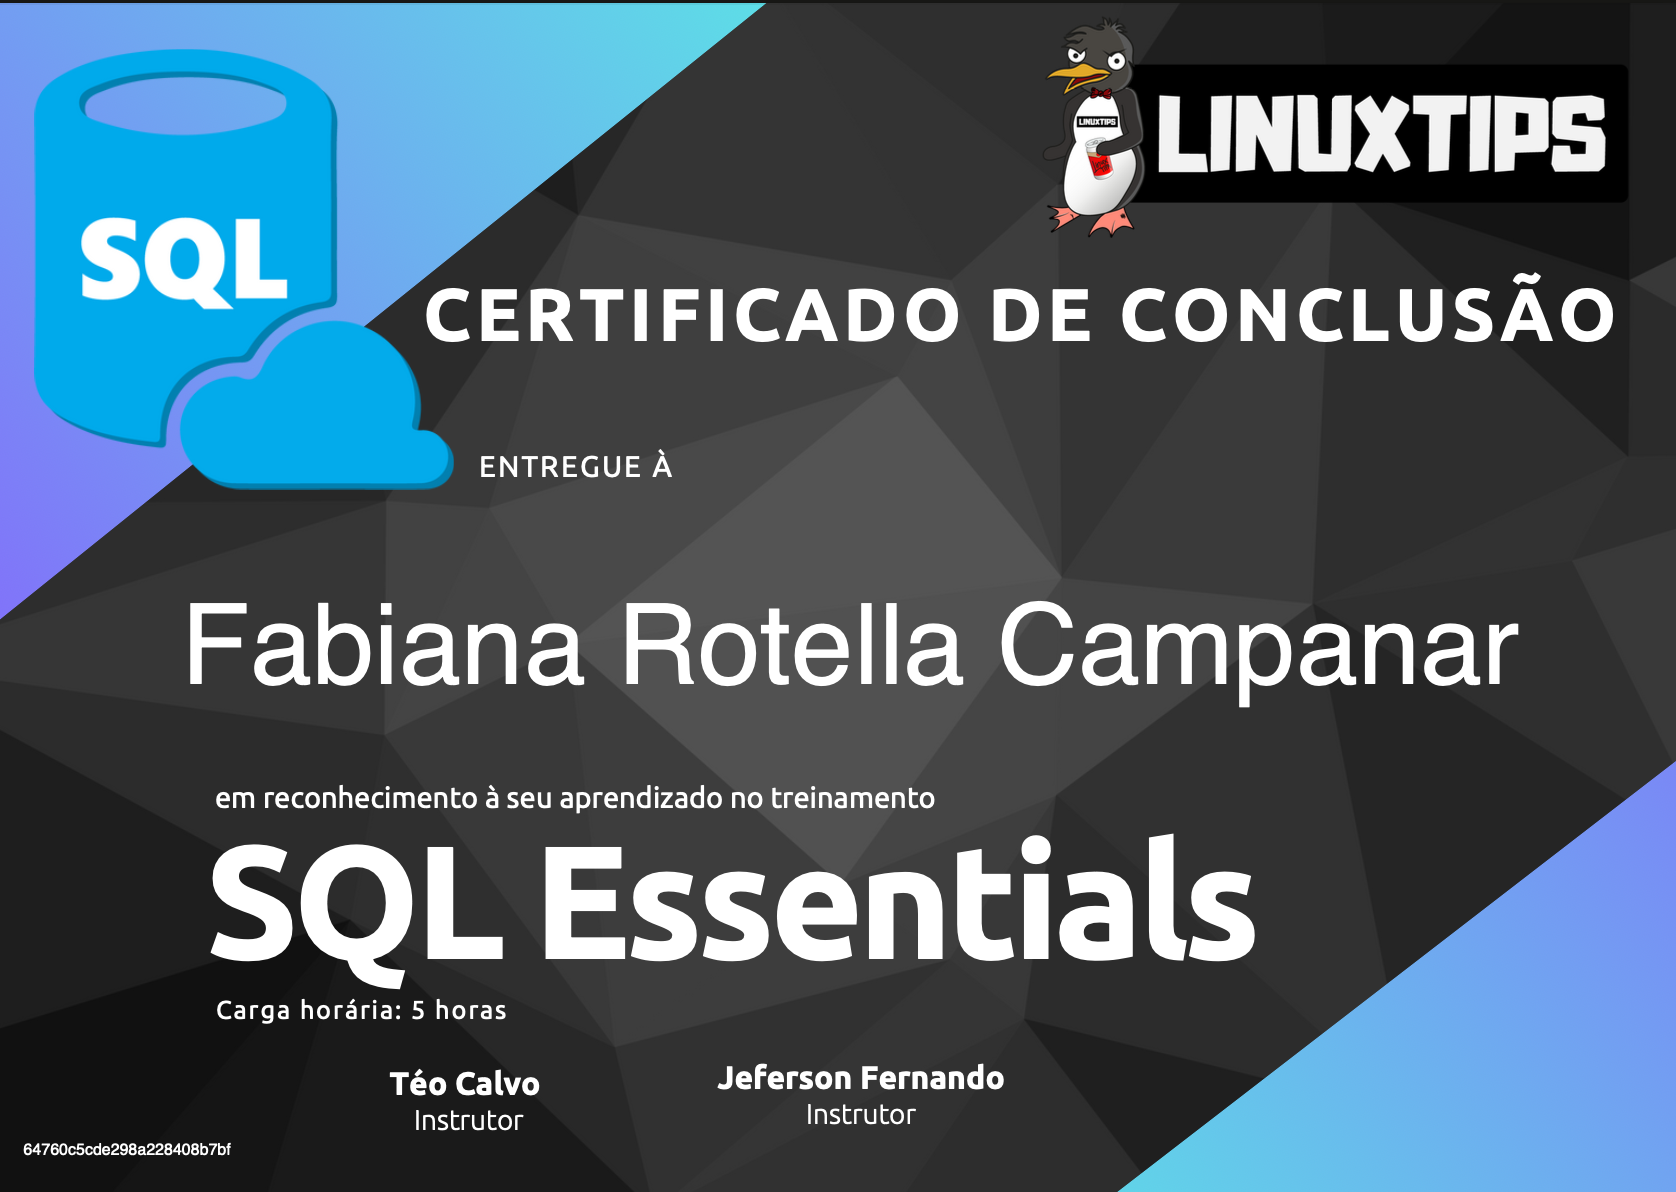 SQL
LINUXTIPS
LINUXTIPS
CERTIFICADO DE CONCLUSÃO
ENTREGUE À
Fabiana Rotella Campanar
em reconhecimento à seu aprendizado no treinamento
SQL Essentials
Carga horária: 5 horas
Téo Calvo
Instrutor
Jeferson Fernando
Instrutor
64760c5cde298a228408b7bf